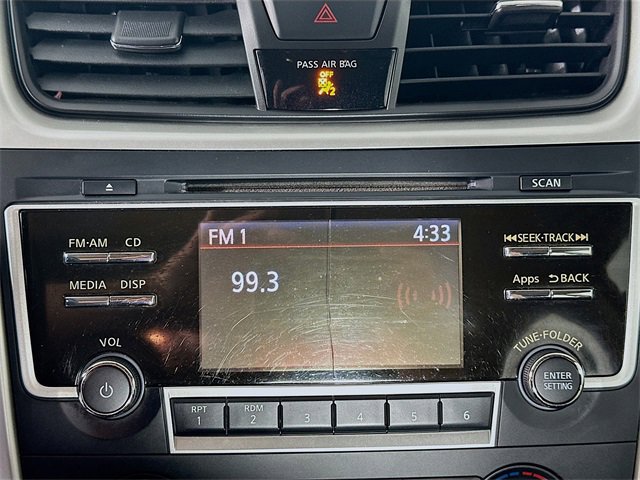 PASS AIR BAG
OFF
2
SCAN
FM·AM CD
MEDIA DISP
VOL
FM 1 4:33
99.3
SEEK·TRACK
Apps BACK
TUNE·FOLDER
ENTER
SETTING
RPT RDM
1 2 3 4 5 6